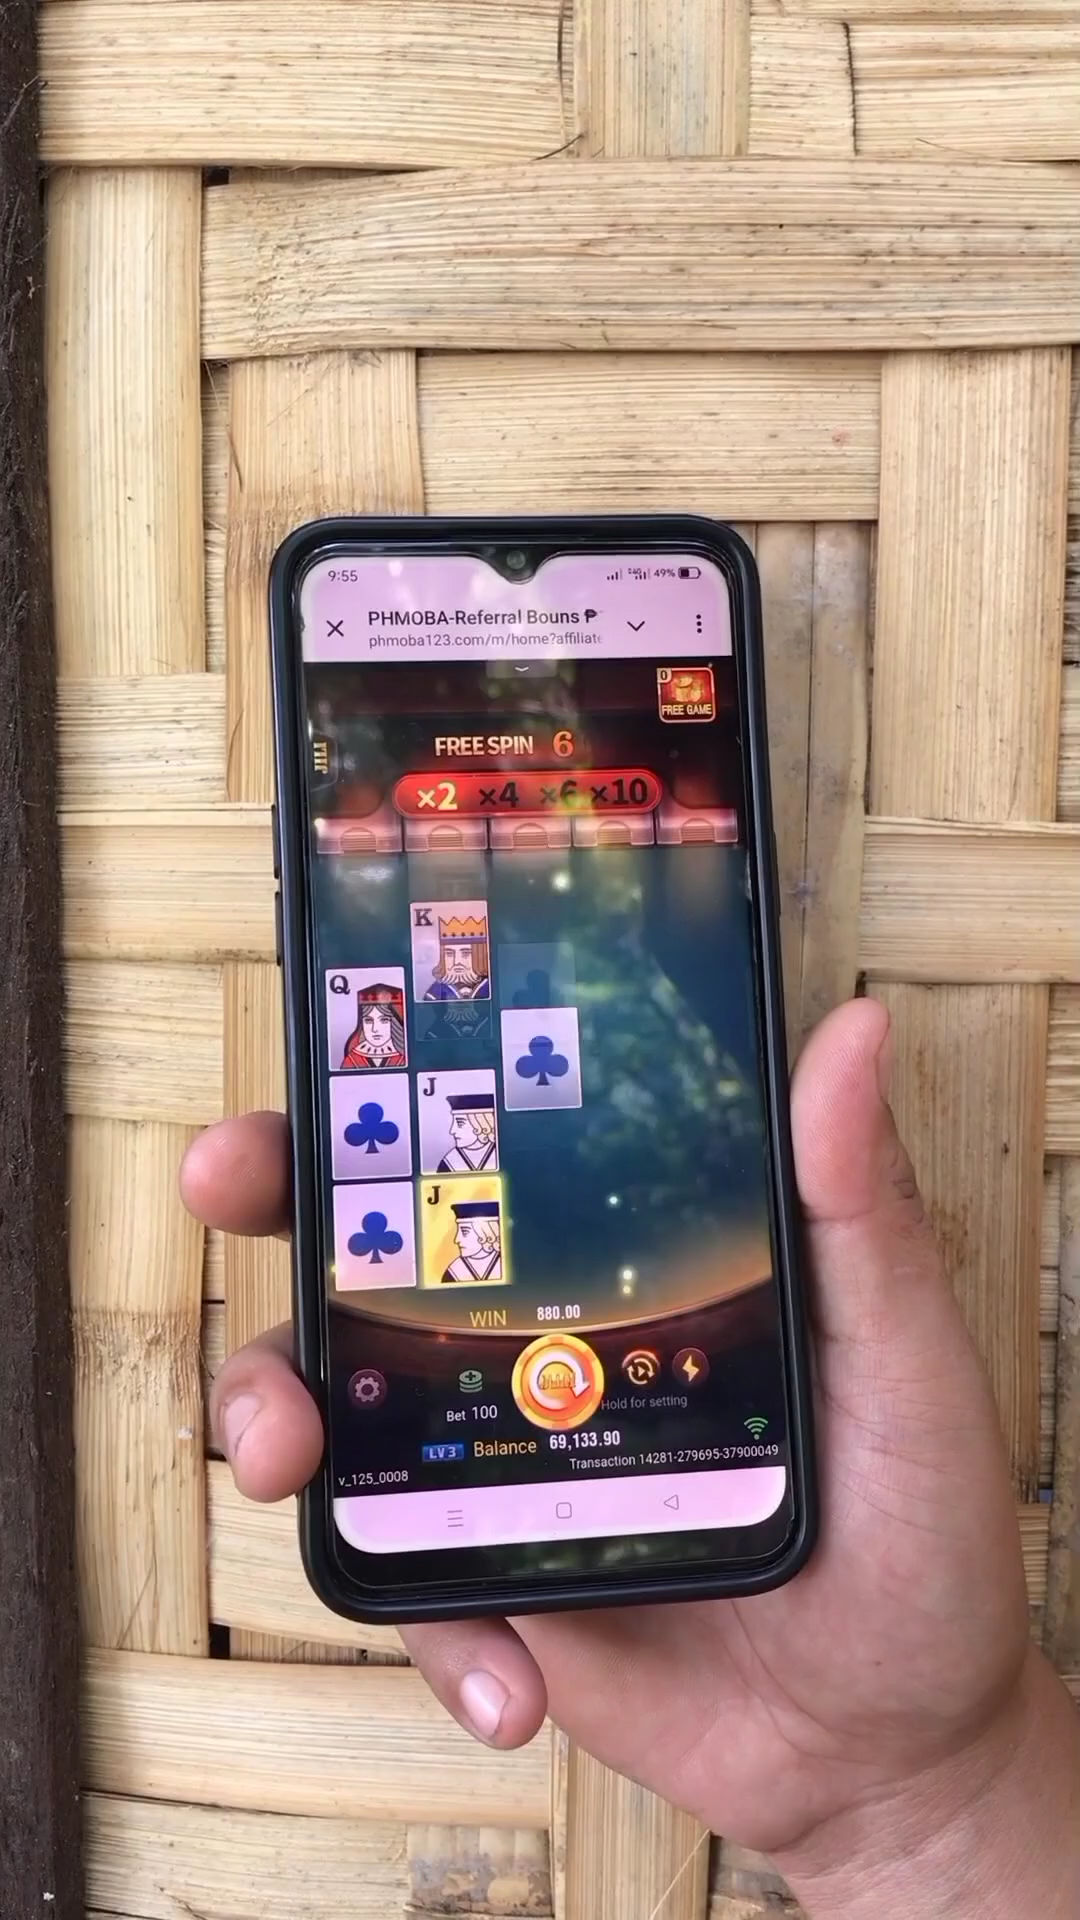 9:55
49%
PHMOBA-Referral Bouns ₱
phmoba123.com/m/home?affiliate
0
FREE GAME
JILI
FREE SPIN 6
×2 ×4 ×6 ×10
K
Q
J
J
WIN 880.00
Bet 100
Hold for setting
LV 3 Balance 69,133.90
Transaction 14281-279695-37900049
v_125_0008